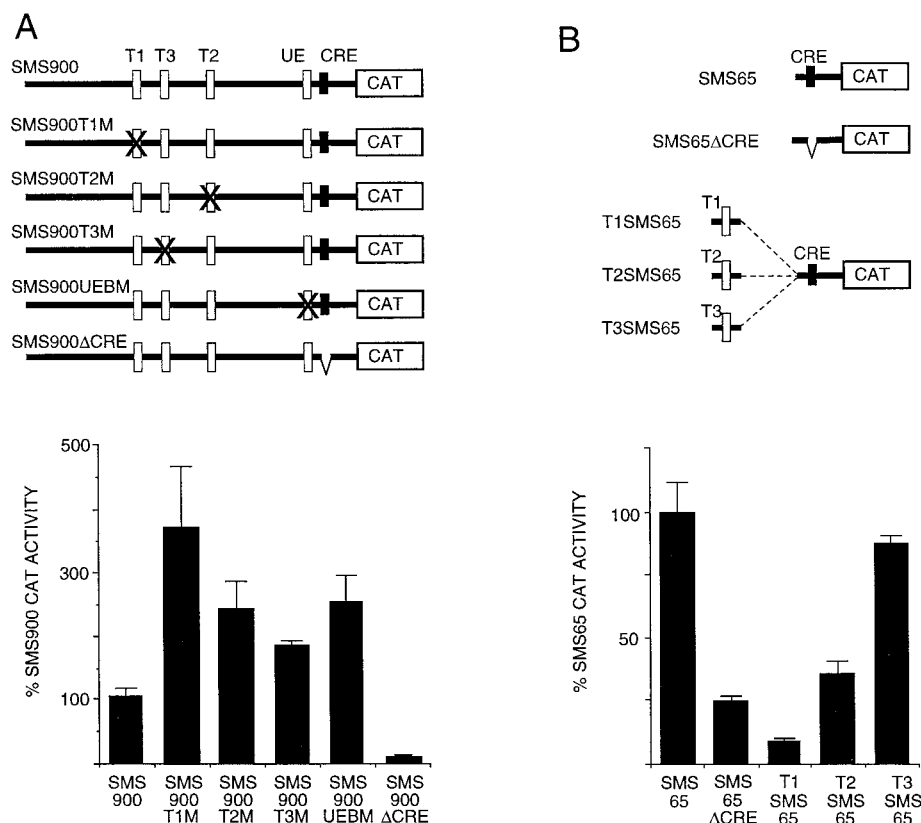 A
T1 T3 T2 UE CRE
SMS900
CAT
SMS900T1M
CAT
SMS900T2M
CAT
SMS900T3M
CAT
SMS900UEBM
CAT
SMS900ΔCRE
CAT
% SMS900 CAT ACTIVITY
500
300
100
SMS 900
SMS 900 T1M
SMS 900 T2M
SMS 900 T3M
SMS 900 UEBM
SMS 900 ΔCRE
B
CRE
SMS65
CAT
SMS65ΔCRE
CAT
T1
T1SMS65
T2
CRE
T2SMS65
CAT
T3
T3SMS65
% SMS65 CAT ACTIVITY
100
50
SMS 65
SMS 65 ΔCRE
T1 SMS 65
T2 SMS 65
T3 SMS 65